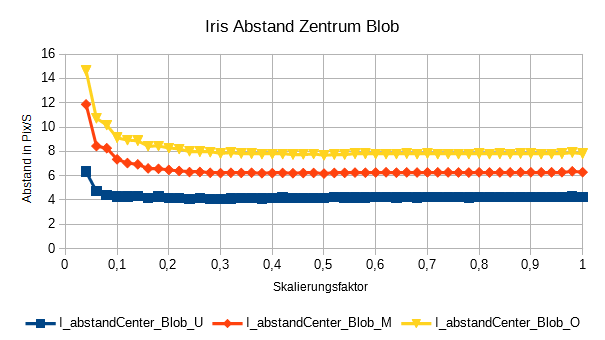 Iris Abstand Zentrum Blob
16
14
12
10
8
6
4
2
0
Abstand in Pix/S
0 0,1 0,2 0,3 0,4 0,5 0,6 0,7 0,8 0,9 1
Skalierungsfaktor
I_abstandCenter_Blob_U I_abstandCenter_Blob_M I_abstandCenter_Blob_O